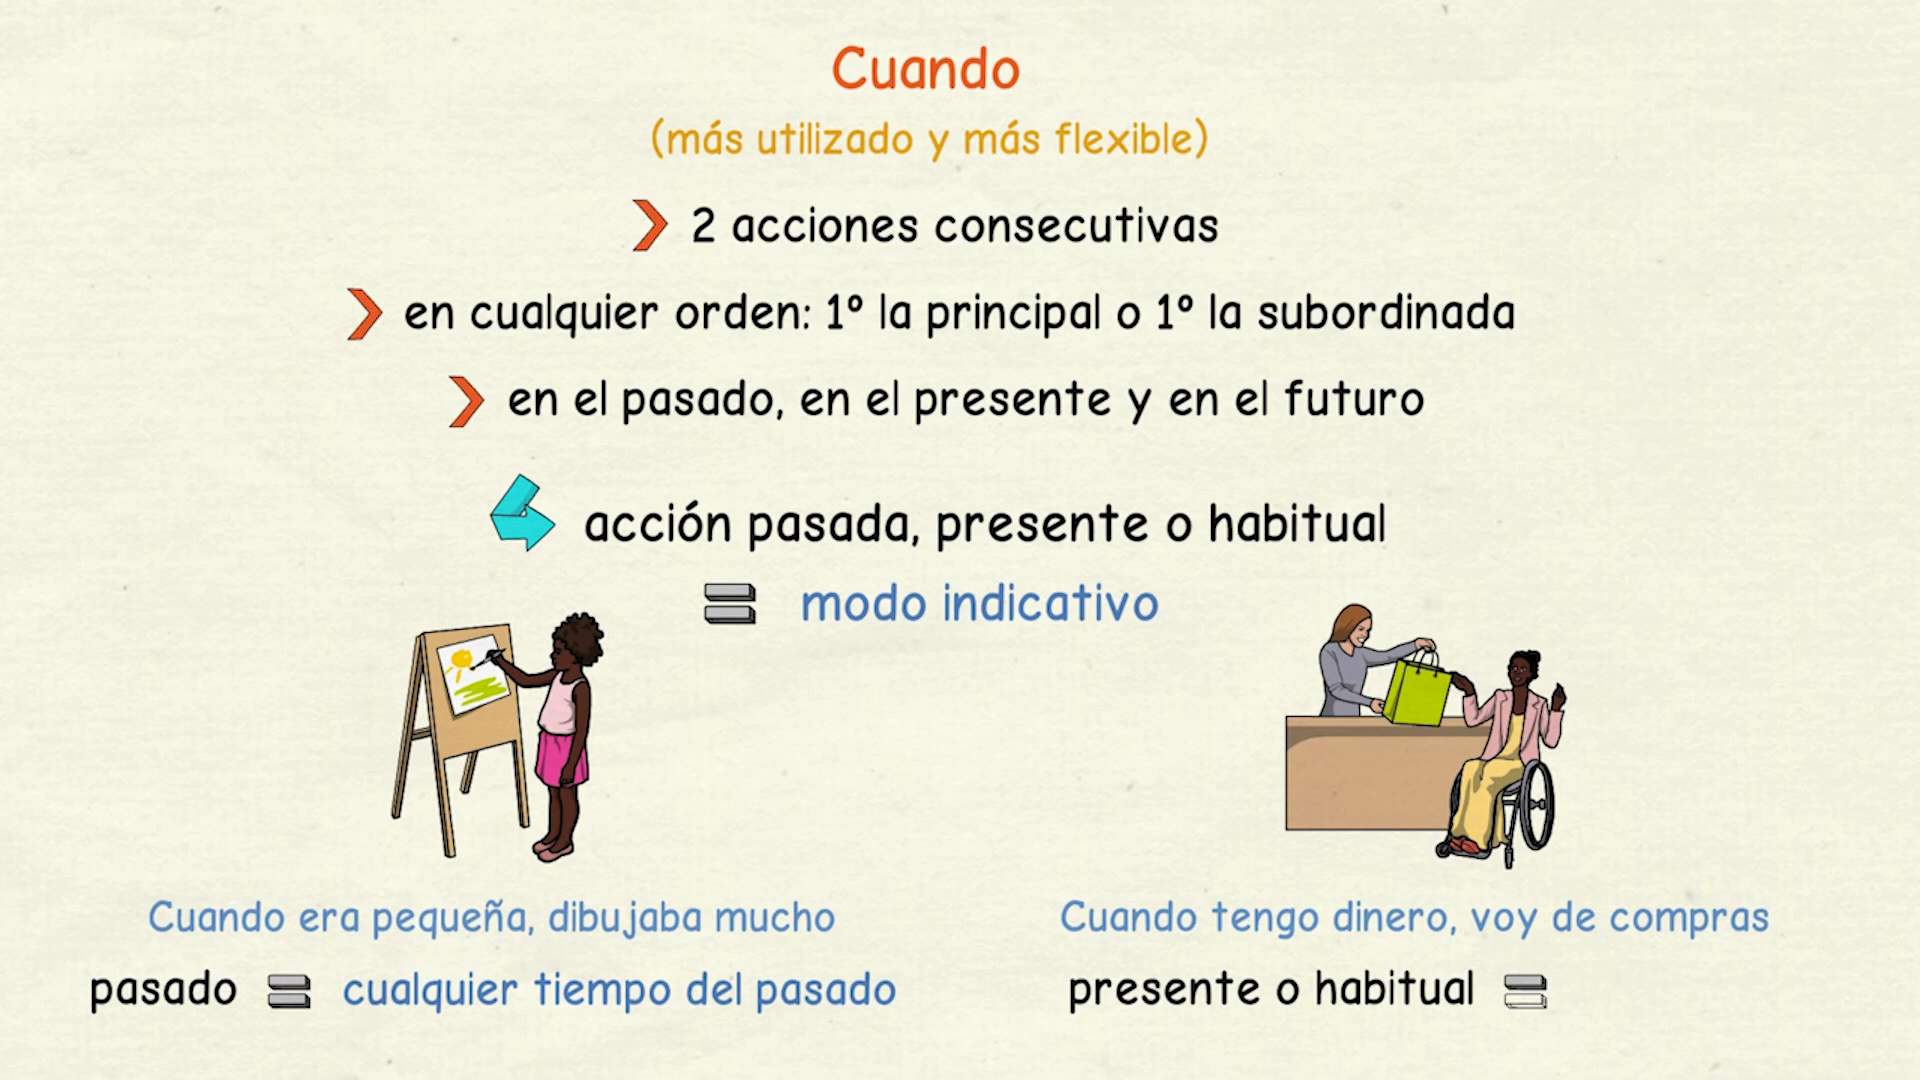 Cuando
(más utilizado y más flexible)
2 acciones consecutivas
en cualquier orden: 1º la principal o 1º la subordinada
en el pasado, en el presente y en el futuro
acción pasada, presente o habitual
= modo indicativo
Cuando era pequeña, dibujaba mucho
pasado = cualquier tiempo del pasado
Cuando tengo dinero, voy de compras
presente o habitual =